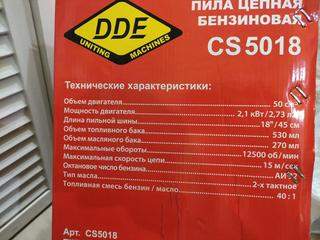 ПИЛА ЦЕПНАЯ
БЕНЗИНОВАЯ
DDE
UNITING MACHINES
CS5018
Технические характеристики:
Объем двигателя 50
Мощность двигателя 2,1 кВт/2,73 л.с.
Длина пильной шины 18"/45 см
Объем топливного бака 530 мл
Объем масляного бака 270 мл
Максимальные обороты 12500 об/мин
Максимальная скорость цепи 15 м/сек
Октановое число бензина АИ-92
Тип масла 2-х тактное
Топливная смесь бензин / масло 40 : 1
Арт. CS5018